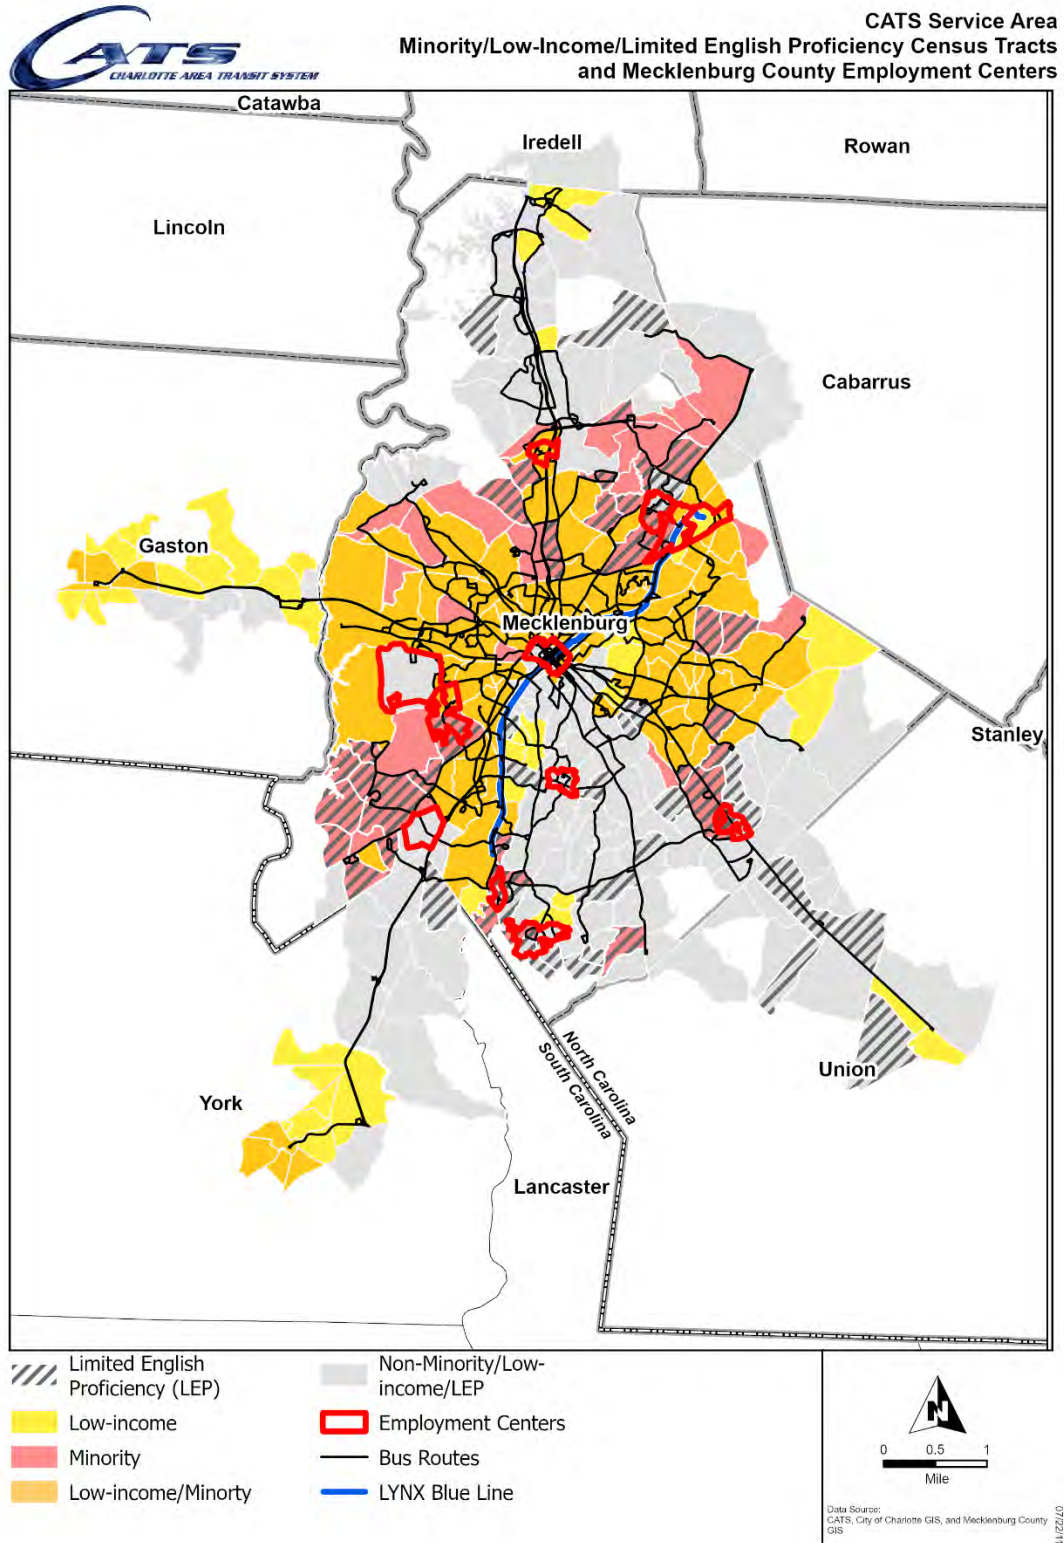 CATS
CHARLOTTE AREA TRANSIT SYSTEM
CATS Service Area
Minority/Low-Income/Limited English Proficiency Census Tracts
and Mecklenburg County Employment Centers
Catawba
Iredell
Rowan
Lincoln
Cabarrus
Gaston
Mecklenburg
Stanley
North Carolina
South Carolina
Union
York
Lancaster
Limited English
Proficiency (LEP)
Low-income
Minority
Low-income/Minorty
Non-Minority/Low-
income/LEP
Employment Centers
Bus Routes
LYNX Blue Line
N
0 0.5 1
Mile
Data Source:
CATS, City of Charlotte GIS, and Mecklenburg County
GIS